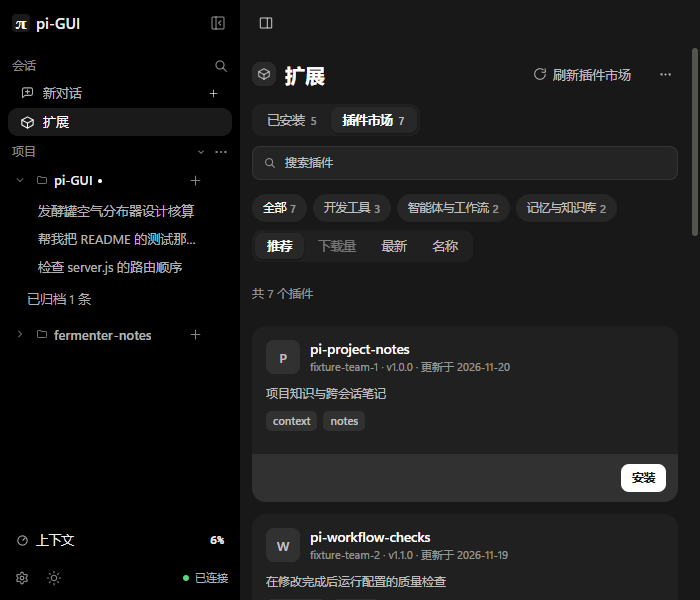 π pi-GUI
会话
新对话 +
扩展
项目
pi-GUI
发酵罐空气分布器设计核算
帮我把 README 的测试那...
检查 server.js 的路由顺序
已归档 1 条
fermenter-notes
上下文 6%
已连接
扩展
刷新插件市场
已安装 5
插件市场 7
搜索插件
全部 7
开发工具 3
智能体与工作流 2
记忆与知识库 2
推荐
下载量
最新
名称
共 7 个插件
P
pi-project-notes
fixture-team-1 · v1.0.0 · 更新于 2026-11-20
项目知识与跨会话笔记
context
notes
安装
W
pi-workflow-checks
fixture-team-2 · v1.1.0 · 更新于 2026-11-19
在修改完成后运行配置的质量检查